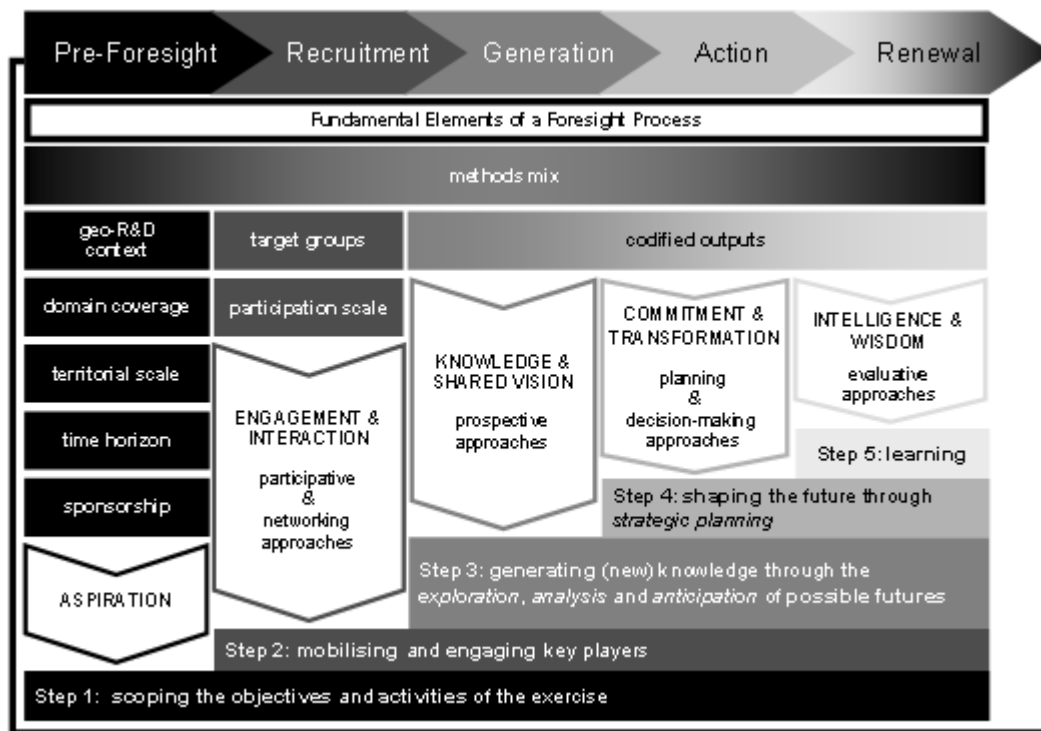 Pre-Foresight
Recruitment
Generation
Action
Renewal
Fundamental Elements of a Foresight Process
methods mix
geo-R&D
context
target groups
codified outputs
domain coverage
participation scale
territorial scale
time horizon
sponsorship
ASPIRATION
ENGAGEMENT &
INTERACTION
participative
&
networking
approaches
KNOWLEDGE &
SHARED VISION
prospective
approaches
COMMITMENT &
TRANSFORMATION
planning
&
decision-making
approaches
INTELLIGENCE &
WISDOM
evaluative
approaches
Step 5: learning
Step 4: shaping the future through
strategic planning
Step 3: generating (new) knowledge through the
exploration, analysis and anticipation of possible futures
Step 2: mobilising and engaging key players
Step 1: scoping the objectives and activities of the exercise